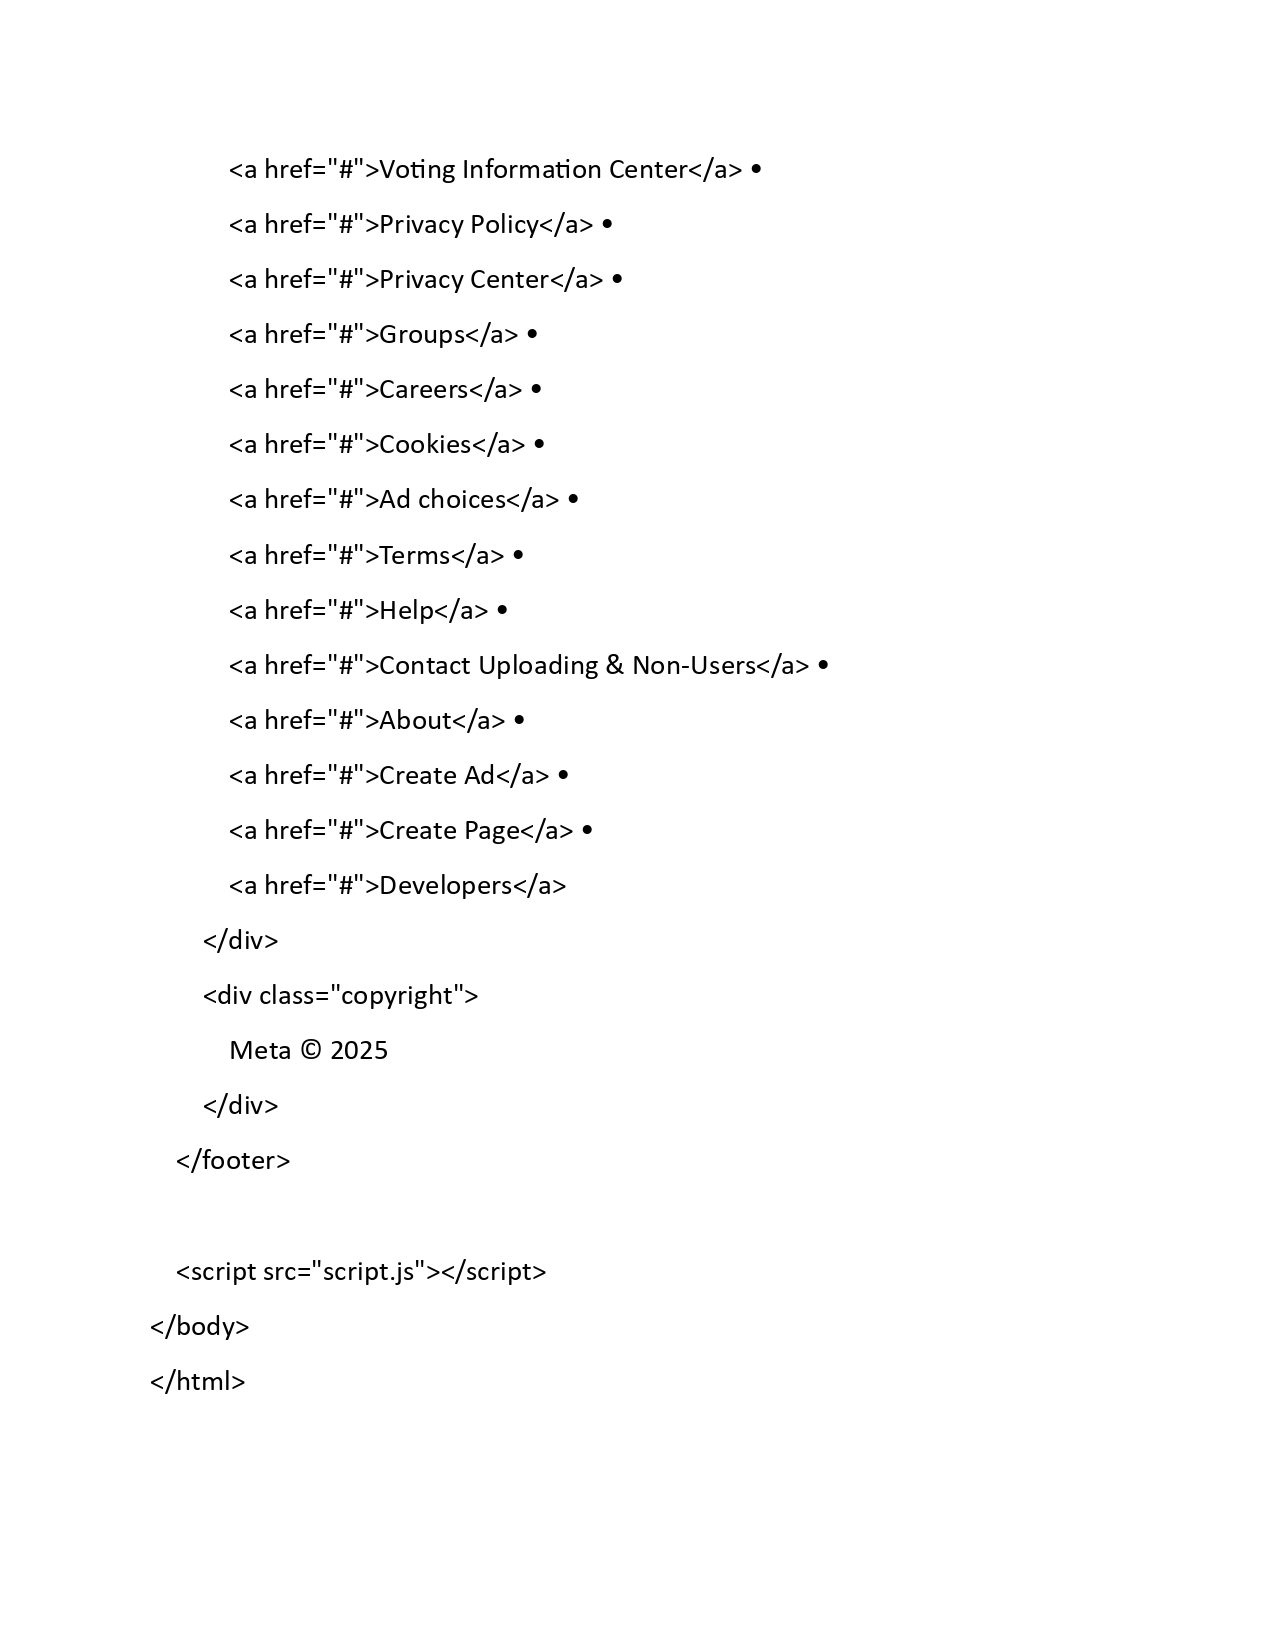 <a href="#">Voting Information Center</a> •
<a href="#">Privacy Policy</a> •
<a href="#">Privacy Center</a> •
<a href="#">Groups</a> •
<a href="#">Careers</a> •
<a href="#">Cookies</a> •
<a href="#">Ad choices</a> •
<a href="#">Terms</a> •
<a href="#">Help</a> •
<a href="#">Contact Uploading & Non-Users</a> •
<a href="#">About</a> •
<a href="#">Create Ad</a> •
<a href="#">Create Page</a> •
<a href="#">Developers</a>
</div>
<div class="copyright">
Meta © 2025
</div>
</footer>
<script src="script.js"></script>
</body>
</html>